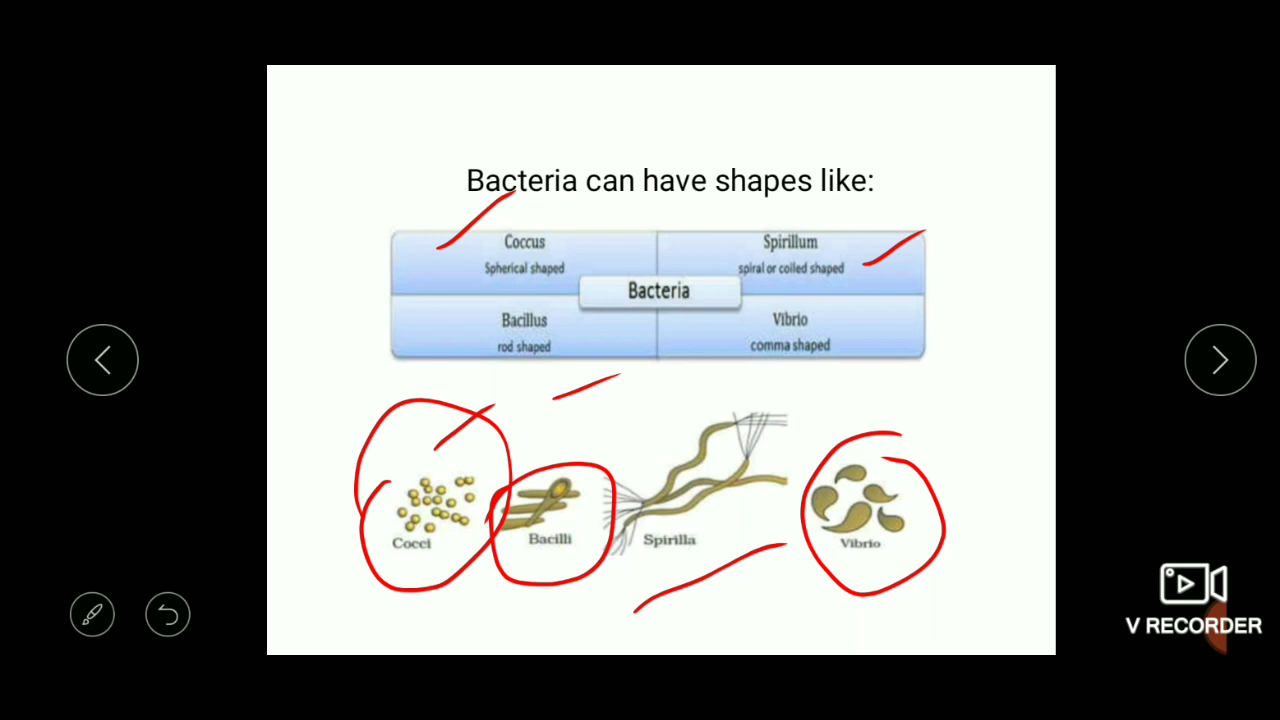 Bacteria can have shapes like:
Coccus
Spherical shaped
Spirillum
spiral or coiled shaped
Bacteria
Bacillus
rod shaped
Vibrio
comma shaped
Cocci
Bacilli
Spirilla
Vibrio
V RECORDER